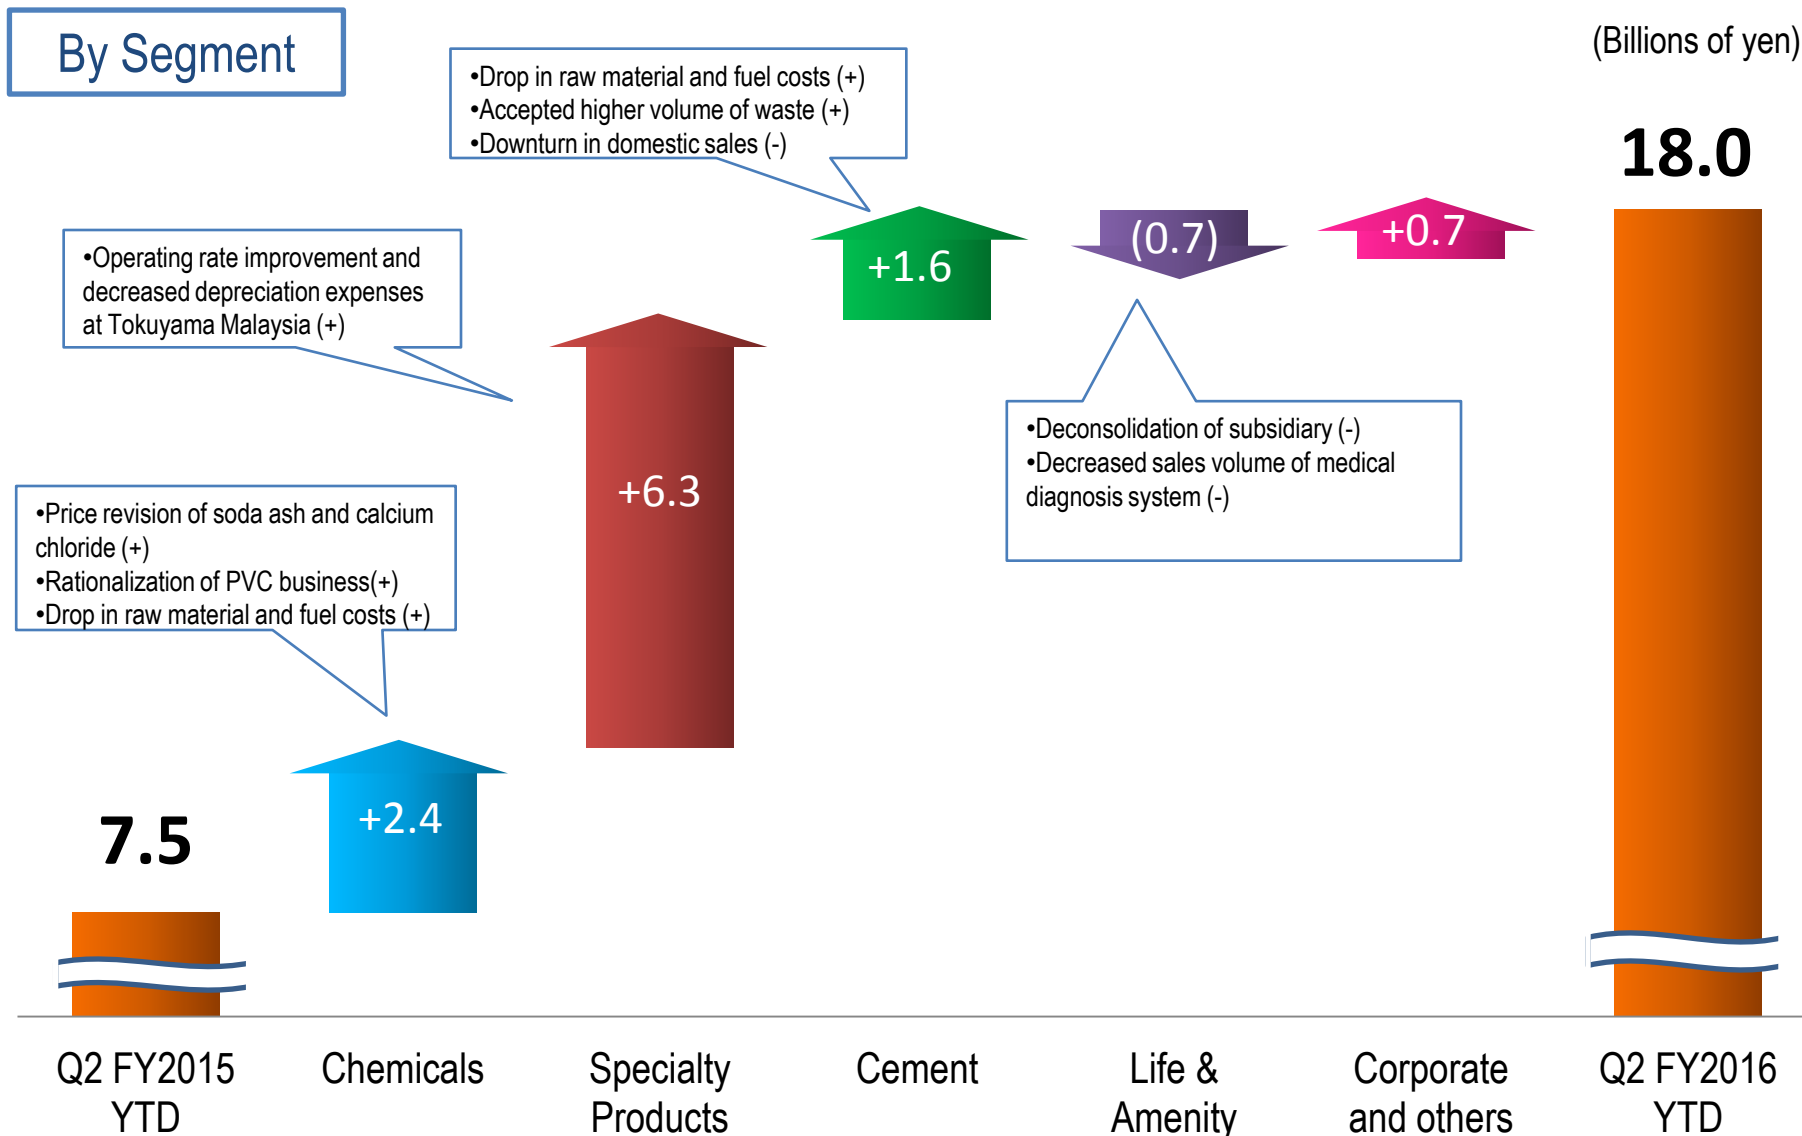 By Segment
(Billions of yen)
•Drop in raw material and fuel costs (+)
•Accepted higher volume of waste (+)
•Downturn in domestic sales (-)
18.0
+1.6
(0.7)
+0.7
•Operating rate improvement and
decreased depreciation expenses
at Tokuyama Malaysia (+)
•Deconsolidation of subsidiary (-)
•Decreased sales volume of medical
diagnosis system (-)
+6.3
•Price revision of soda ash and calcium
chloride (+)
•Rationalization of PVC business(+)
•Drop in raw material and fuel costs (+)
+2.4
7.5
Q2 FY2015
YTD
Chemicals
Specialty
Products
Cement
Life &
Amenity
Corporate
and others
Q2 FY2016
YTD